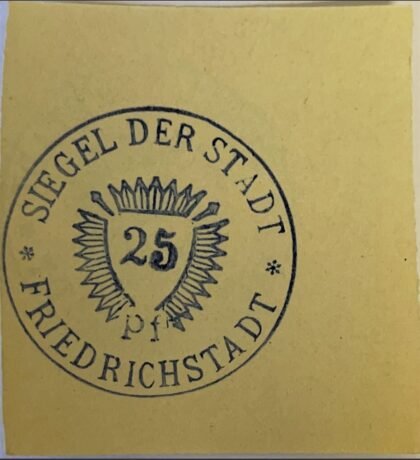 SIEGEL DER STADT
25
Pf
* FRIEDRICHSTADT *